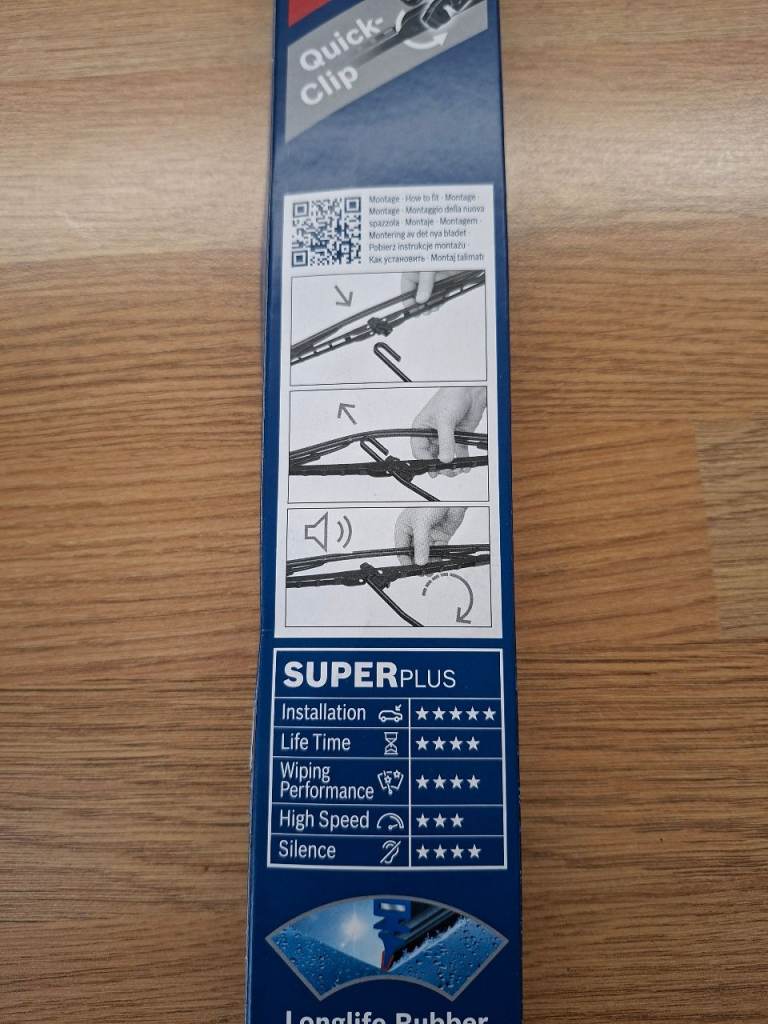 Quick-
Clip
Montage · How to fit · Montage ·
Montage · Montaggio della nuova
spazzola · Montaje · Montagem ·
Montering av det nya bladet ·
Pobierz instrukcje montażu ·
Как установить · Montaj talimatı
SUPERPLUS
Installation ★★★★★
Life Time ★★★★
Wiping
Performance ★★★★
High Speed ★★★
Silence ★★★★
Longlife Rubber